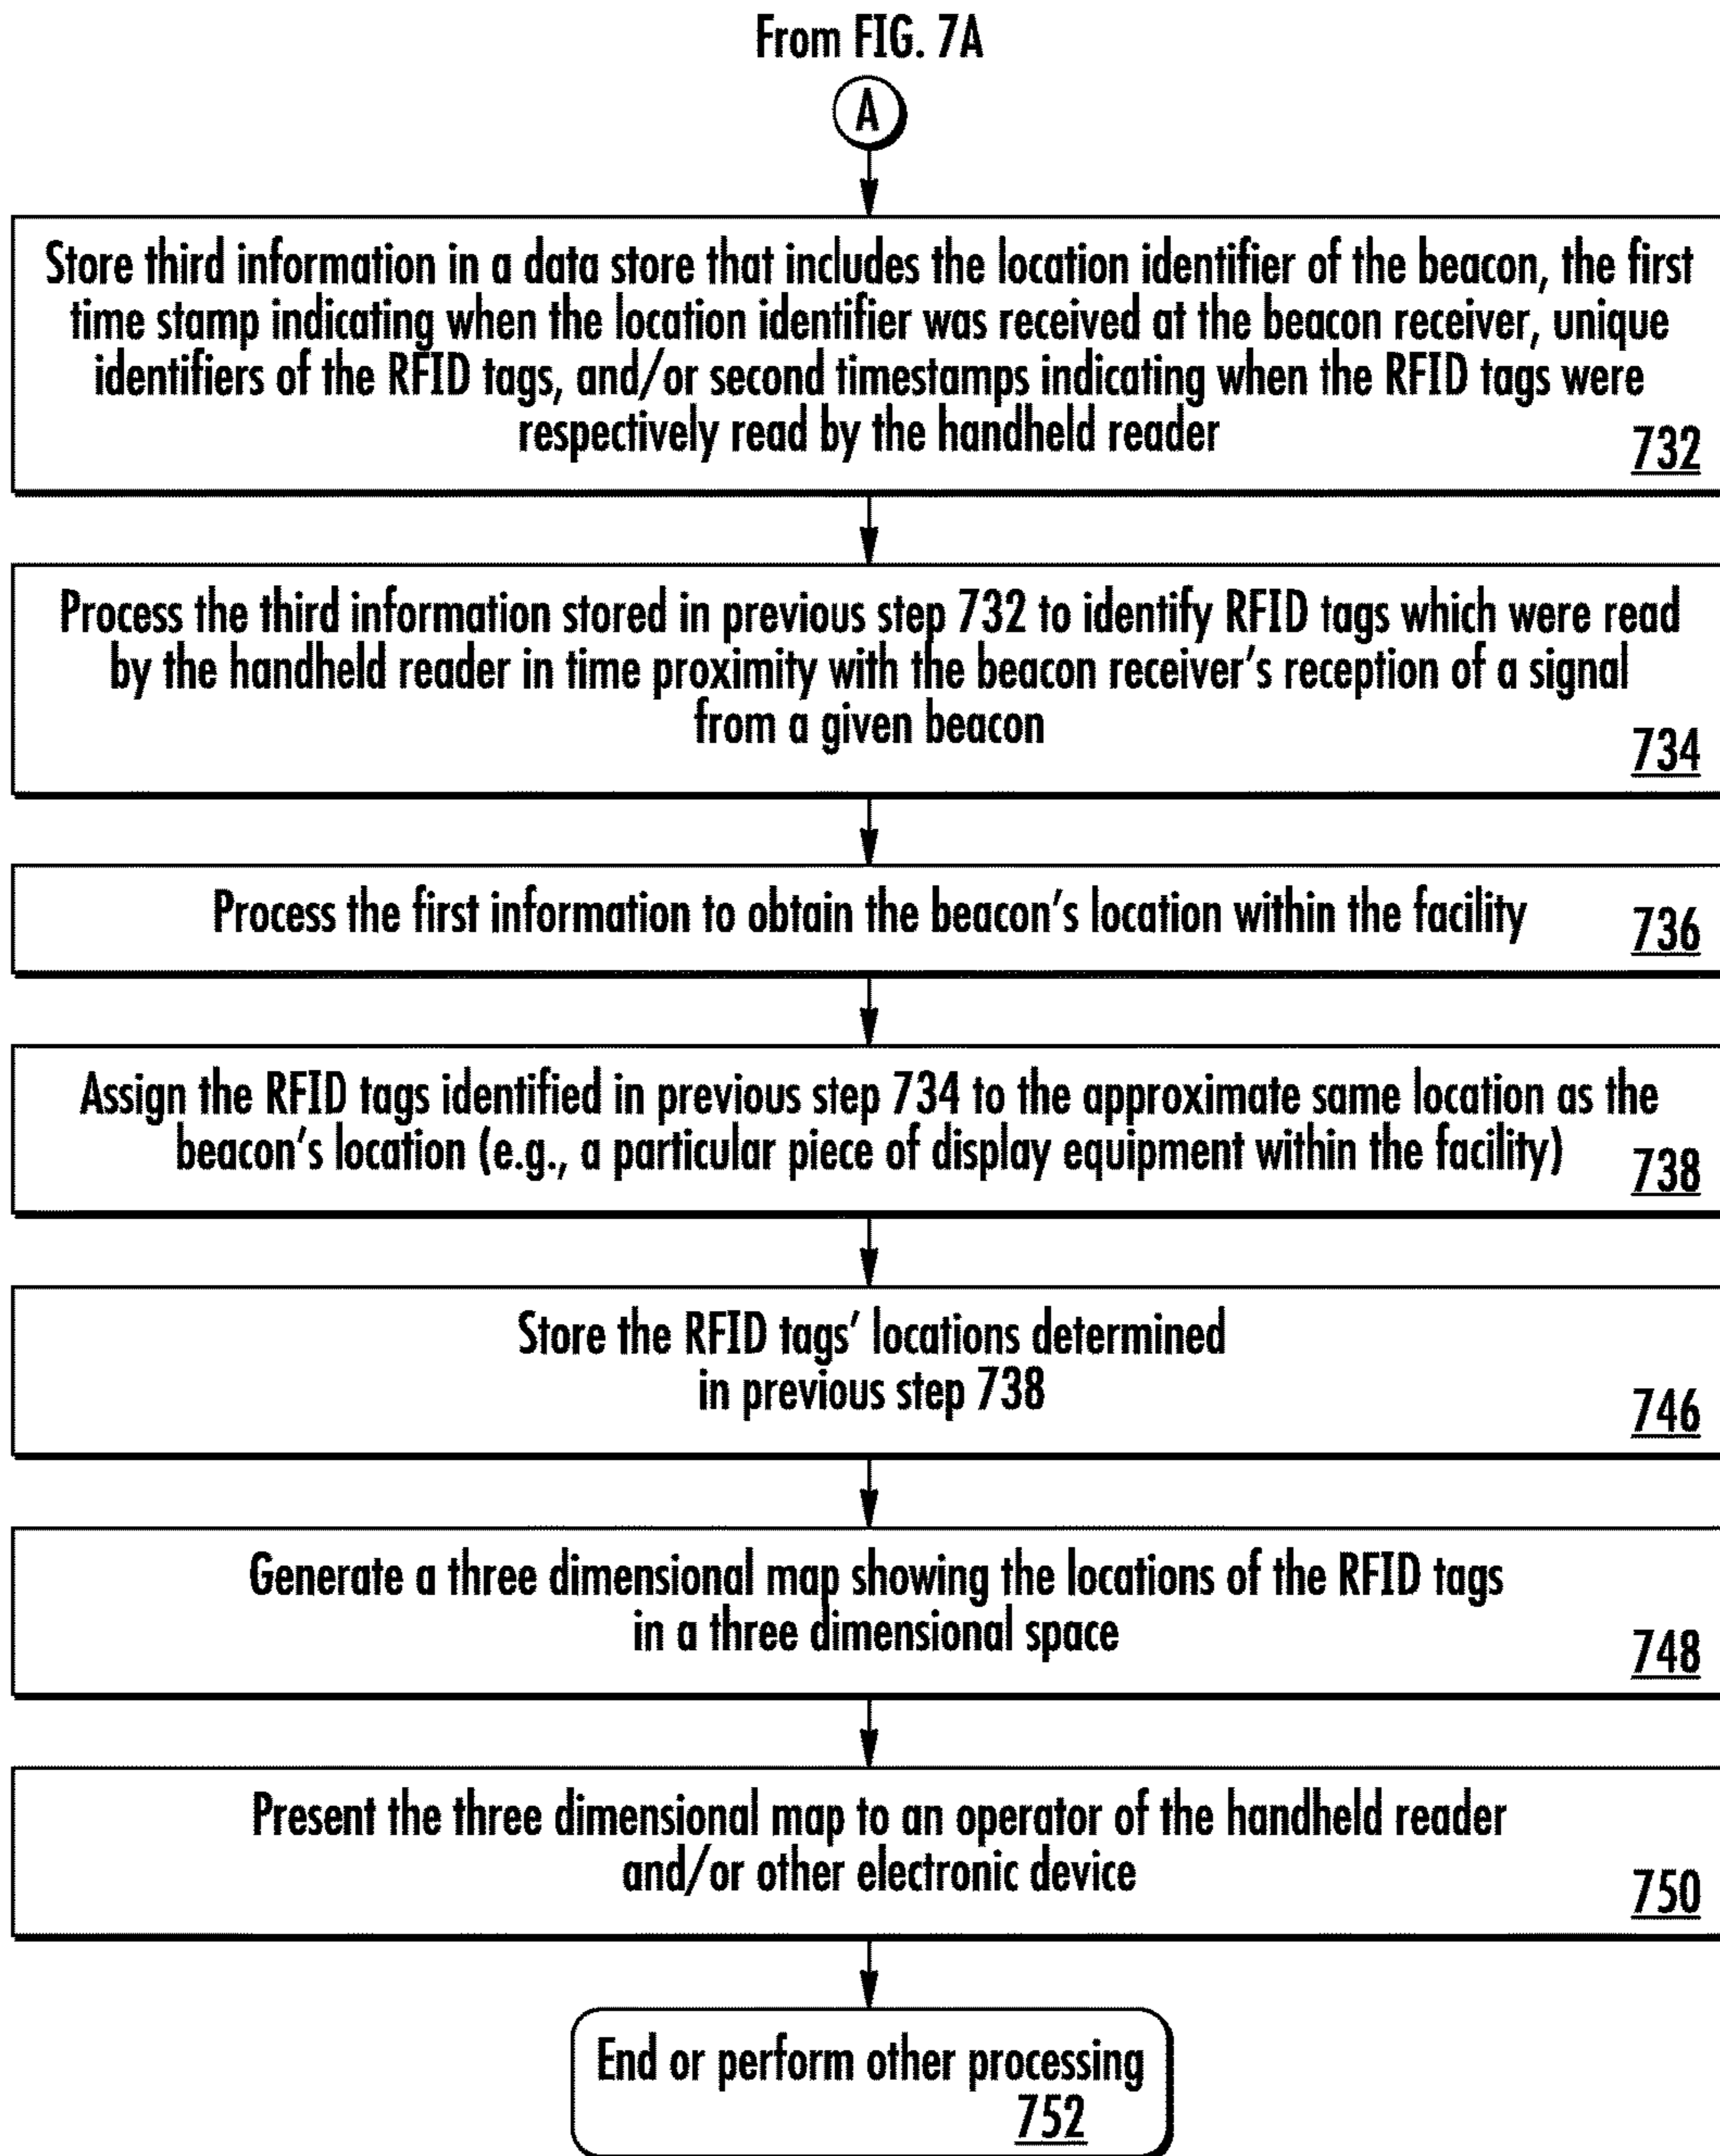 From FIG. 7A
A
Store third information in a data store that includes the location identifier of the beacon, the first
time stamp indicating when the location identifier was received at the beacon receiver, unique
identifiers of the RFID tags, and/or second timestamps indicating when the RFID tags were
respectively read by the handheld reader
732
Process the third information stored in previous step 732 to identify RFID tags which were read
by the handheld reader in time proximity with the beacon receiver's reception of a signal
from a given beacon
734
Process the first information to obtain the beacon's location within the facility
736
Assign the RFID tags identified in previous step 734 to the approximate same location as the
beacon's location (e.g., a particular piece of display equipment within the facility)
738
Store the RFID tags' locations determined
in previous step 738
746
Generate a three dimensional map showing the locations of the RFID tags
in a three dimensional space
748
Present the three dimensional map to an operator of the handheld reader
and/or other electronic device
750
End or perform other processing
752